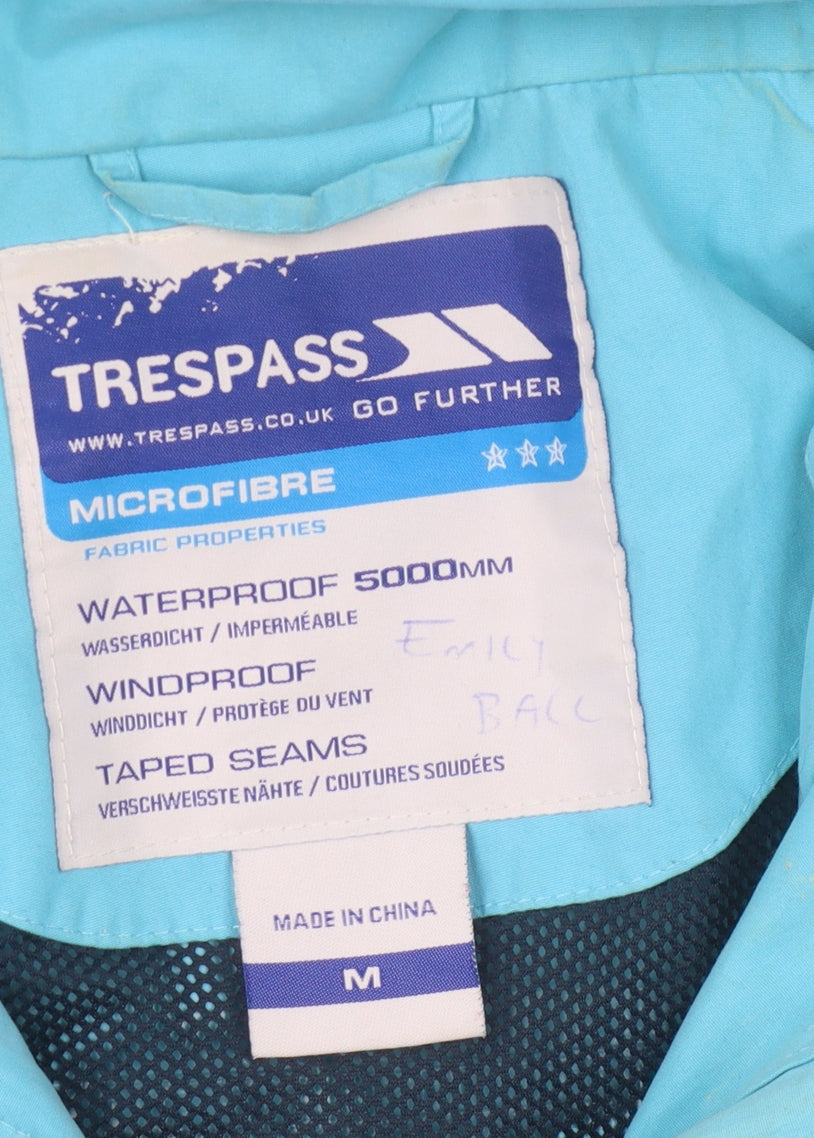 TRESPASS
WWW.TRESPASS.CO.UK GO FURTHER
MICROFIBRE
FABRIC PROPERTIES
WATERPROOF 5000MM
WASSERDICHT / IMPERMÉABLE
EMILY
WINDPROOF
WINDDICHT / PROTÈGE DU VENT
BALL
TAPED SEAMS
VERSCHWEISSTE NÄHTE / COUTURES SOUDÉES
MADE IN CHINA
M